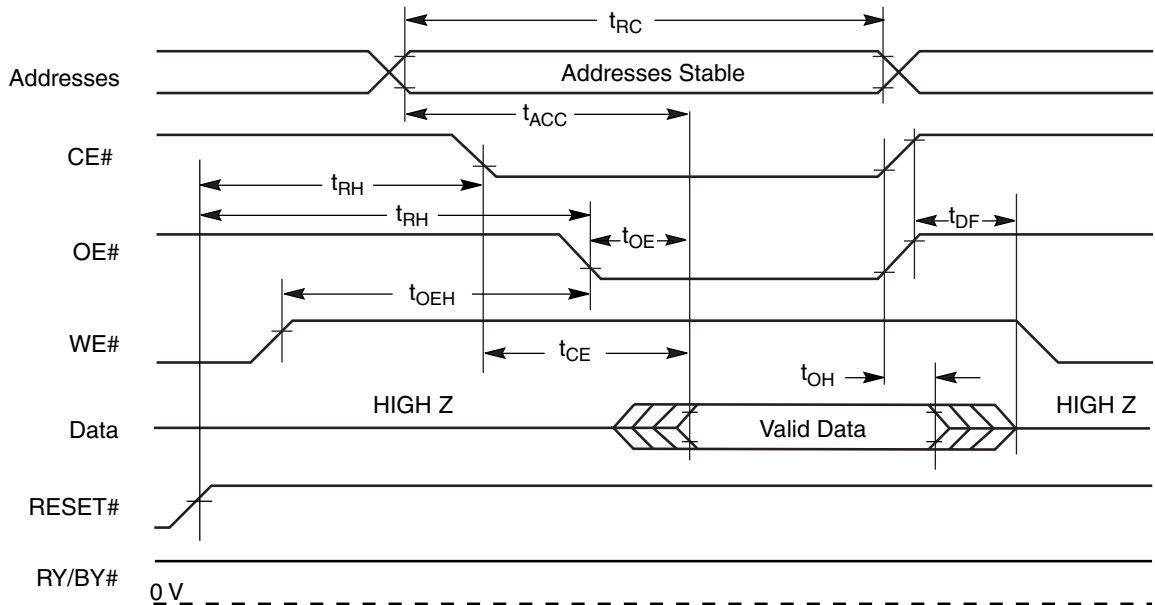 tRC
Addresses
Addresses Stable
tACC
CE#
tRH
tRH
OE#
tOE
tDF
tOEH
WE#
tCE
tOH
HIGH Z
HIGH Z
Data
Valid Data
RESET#
RY/BY#
0 V